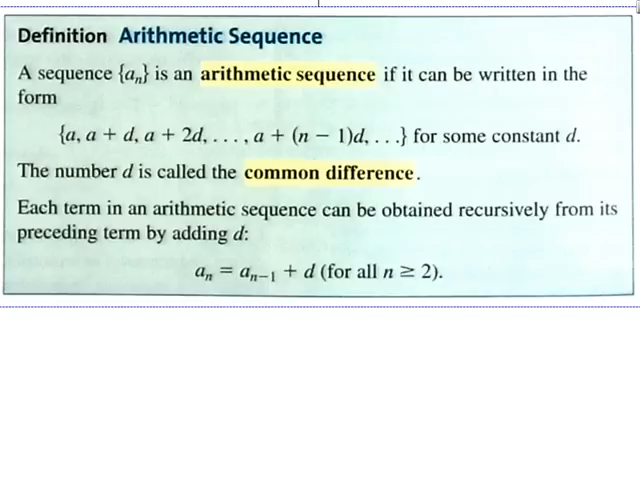 Definition Arithmetic Sequence
A sequence {aₙ} is an arithmetic sequence if it can be written in the
form
{a, a + d, a + 2d, . . . , a + (n − 1)d, . . .} for some constant d.
The number d is called the common difference.
Each term in an arithmetic sequence can be obtained recursively from its
preceding term by adding d:
aₙ = aₙ₋₁ + d (for all n ≥ 2).